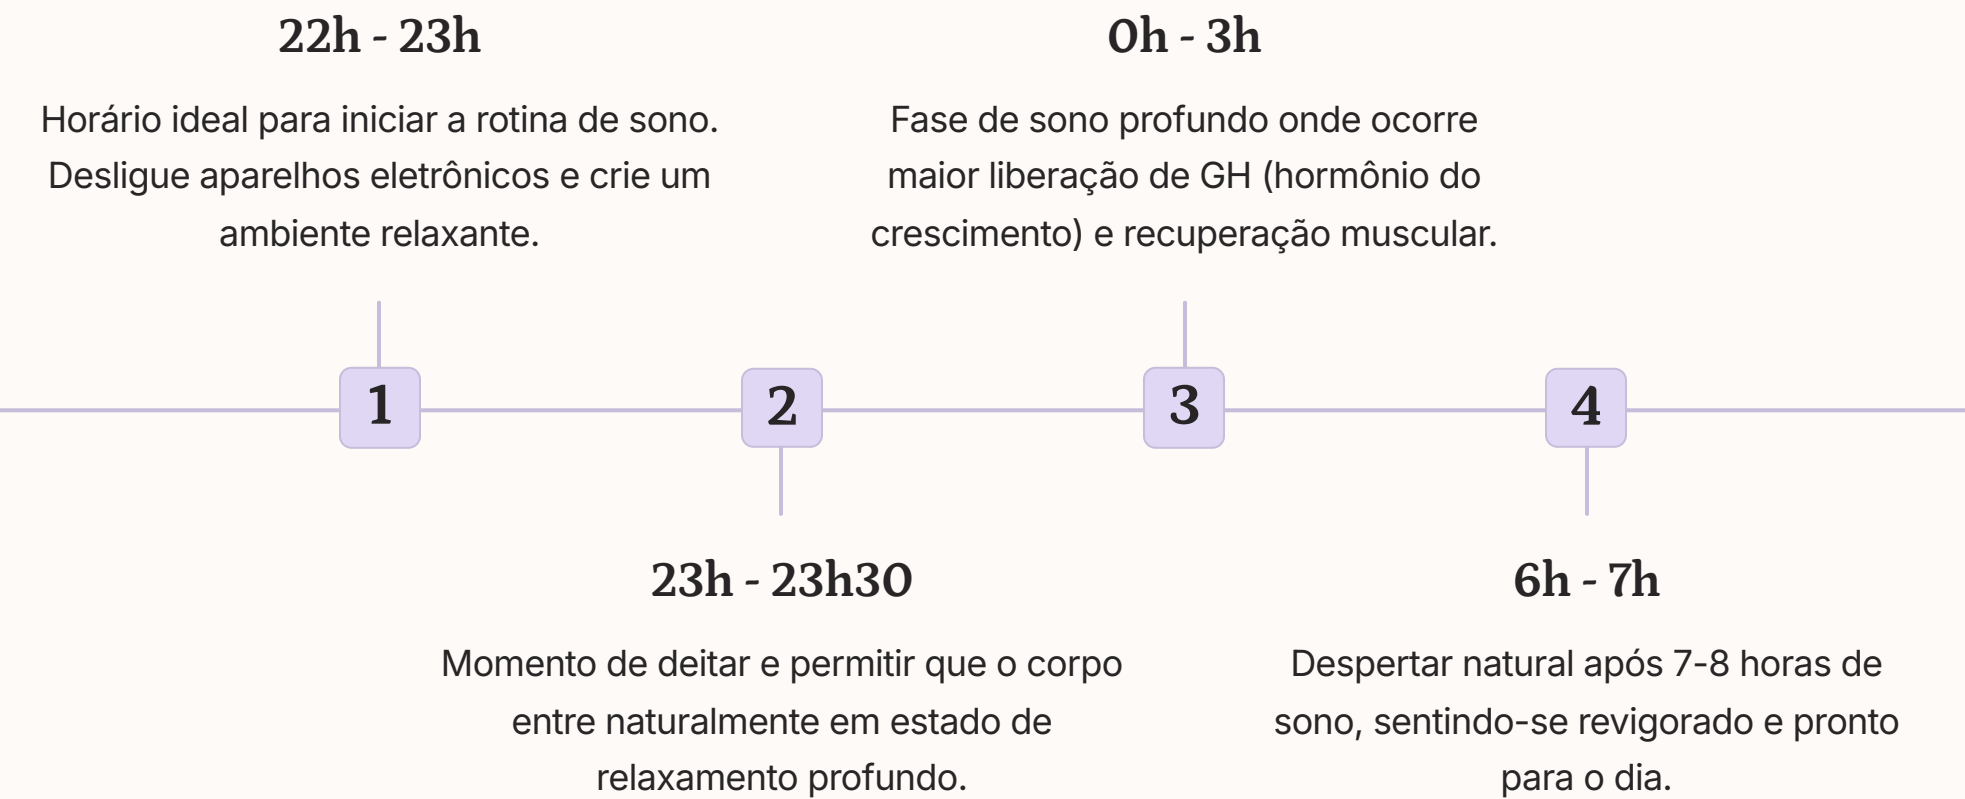 22h - 23h
Horário ideal para iniciar a rotina de sono.
Desligue aparelhos eletrônicos e crie um
ambiente relaxante.
1
23h - 23h30
Momento de deitar e permitir que o corpo
entre naturalmente em estado de
relaxamento profundo.
2
0h - 3h
Fase de sono profundo onde ocorre
maior liberação de GH (hormônio do
crescimento) e recuperação muscular.
3
6h - 7h
Despertar natural após 7-8 horas de
sono, sentindo-se revigorado e pronto
para o dia.
4